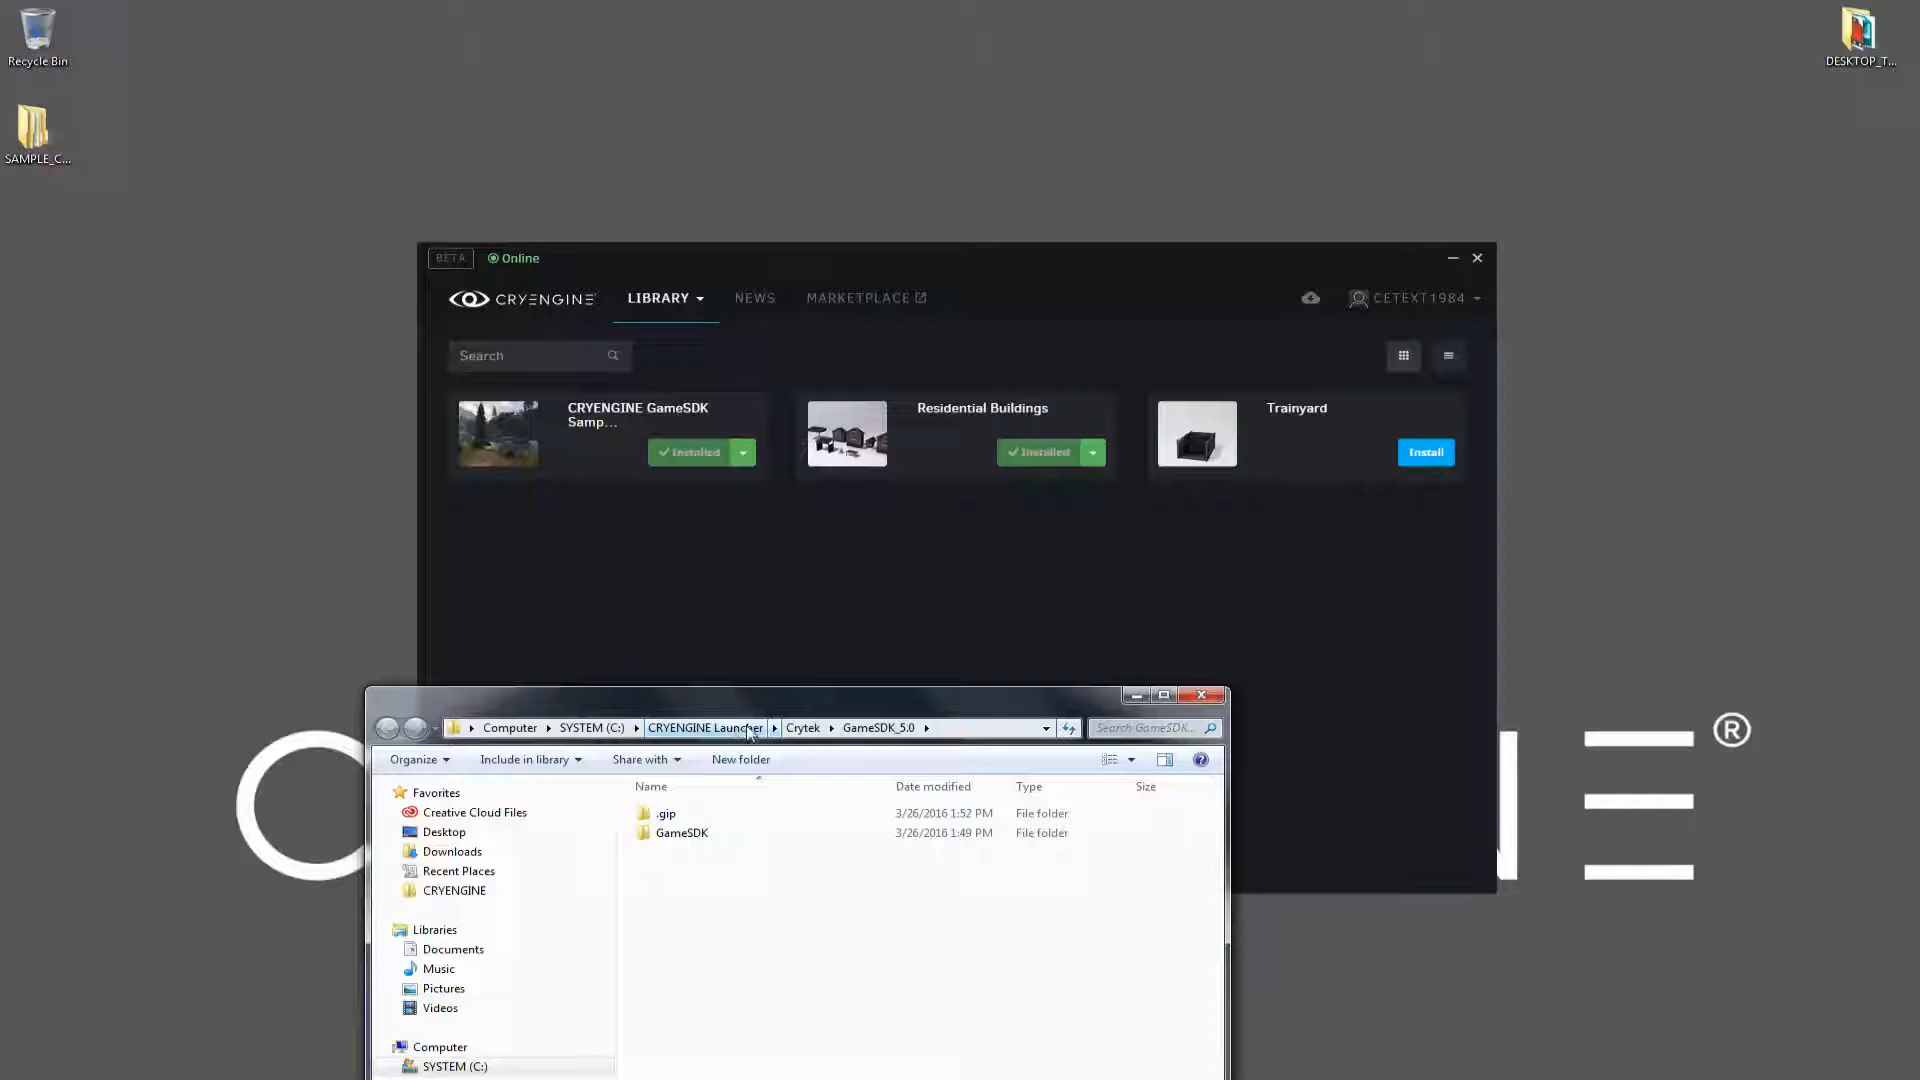 Recycle Bin
SAMPLE_C...
DESKTOP_T...
BETA
Online
CRYENGINE
LIBRARY
NEWS
MARKETPLACE
CETEXT1984
Search
CRYENGINE GameSDK
Samp...
Installed
Residential Buildings
Installed
Trainyard
Install
Computer
SYSTEM (C:)
CRYENGINE Launcher
Crytek
GameSDK_5.0
Search GameSDK...
Organize
Include in library
Share with
New folder
Name
Date modified
Type
Size
.gip
3/26/2016 1:52 PM
File folder
GameSDK
3/26/2016 1:49 PM
File folder
Favorites
Creative Cloud Files
Desktop
Downloads
Recent Places
CRYENGINE
Libraries
Documents
Music
Pictures
Videos
Computer
SYSTEM (C:)
®